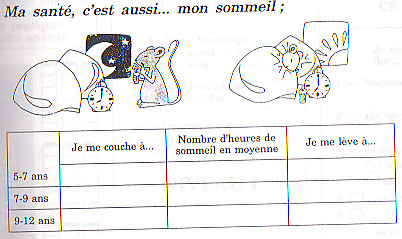 Ma santé, c'est aussi... mon sommeil ;
Je me couche à...
Nombre d'heures de
sommeil en moyenne
Je me lève à...
5-7 ans
7-9 ans
9-12 ans